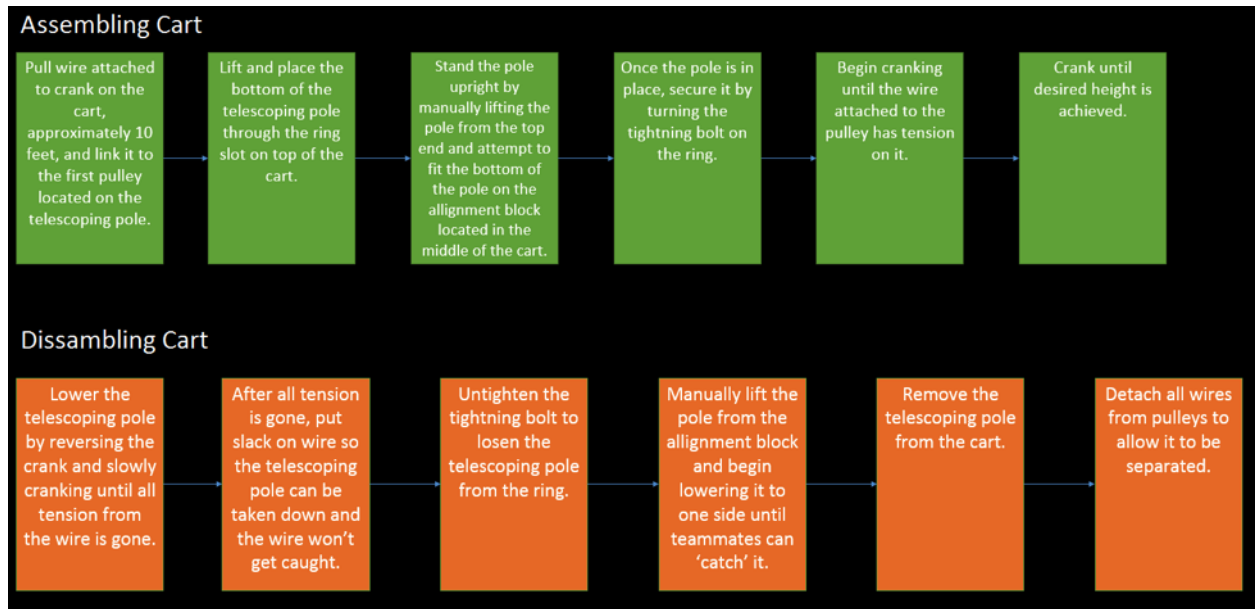 Assembling Cart
Pull wire attached
to crank on the
cart,
approximately 10
feet, and link it to
the first pulley
located on the
telescoping pole.
Lift and place the
bottom of the
telescoping pole
through the ring
slot on top of the
cart.
Stand the pole
upright by
manually lifting the
pole from the top
end and attempt to
fit the bottom of
the pole on the
allignment block
located in the
middle of the cart.
Once the pole is in
place, secure it by
turning the
tightning bolt on
the ring.
Begin cranking
until the wire
attached to the
pulley has tension
on it.
Crank until
desired height is
achieved.
Dissambling Cart
Lower the
telescoping pole
by reversing the
crank and slowly
cranking until all
tension from
the wire is gone.
After all tension
is gone, put
slack on wire so
the telescoping
pole can be
taken down and
the wire won't
get caught.
Untighten the
tightning bolt to
losen the
telescoping pole
from the ring.
Manually lift the
pole from the
allignment block
and begin
lowering it to
one side until
teammates can
‘catch’ it.
Remove the
telescoping pole
from the cart.
Detach all wires
from pulleys to
allow it to be
separated.